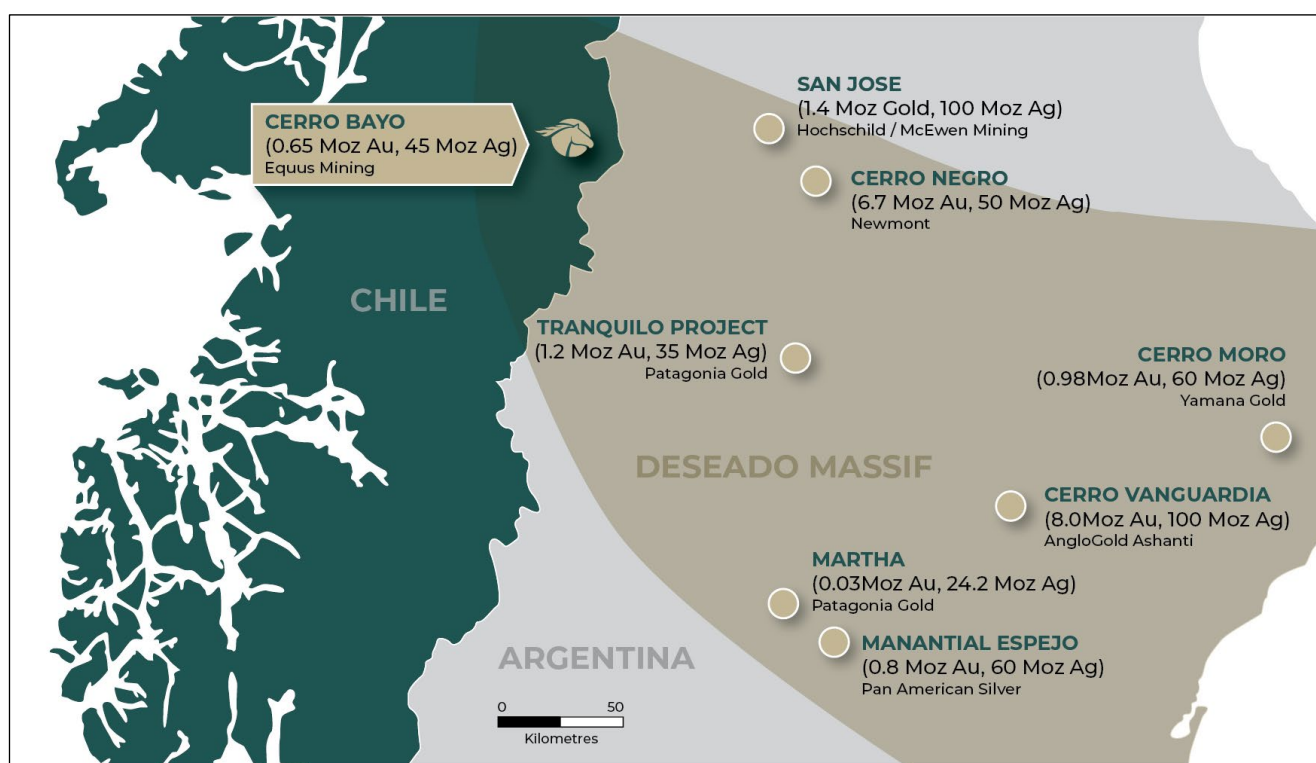 SAN JOSE
(1.4 Moz Gold, 100 Moz Ag)
Hochschild / McEwen Mining
CERRO BAYO
(0.65 Moz Au, 45 Moz Ag)
Equus Mining
CERRO NEGRO
(6.7 Moz Au, 50 Moz Ag)
Newmont
CHILE
TRANQUILO PROJECT
(1.2 Moz Au, 35 Moz Ag)
Patagonia Gold
CERRO MORO
(0.98Moz Au, 60 Moz Ag)
Yamana Gold
DESEADO MASSIF
CERRO VANGUARDIA
(8.0Moz Au, 100 Moz Ag)
AngloGold Ashanti
MARTHA
(0.03Moz Au, 24.2 Moz Ag)
Patagonia Gold
MANANTIAL ESPEJO
(0.8 Moz Au, 60 Moz Ag)
Pan American Silver
ARGENTINA
0 50
Kilometres